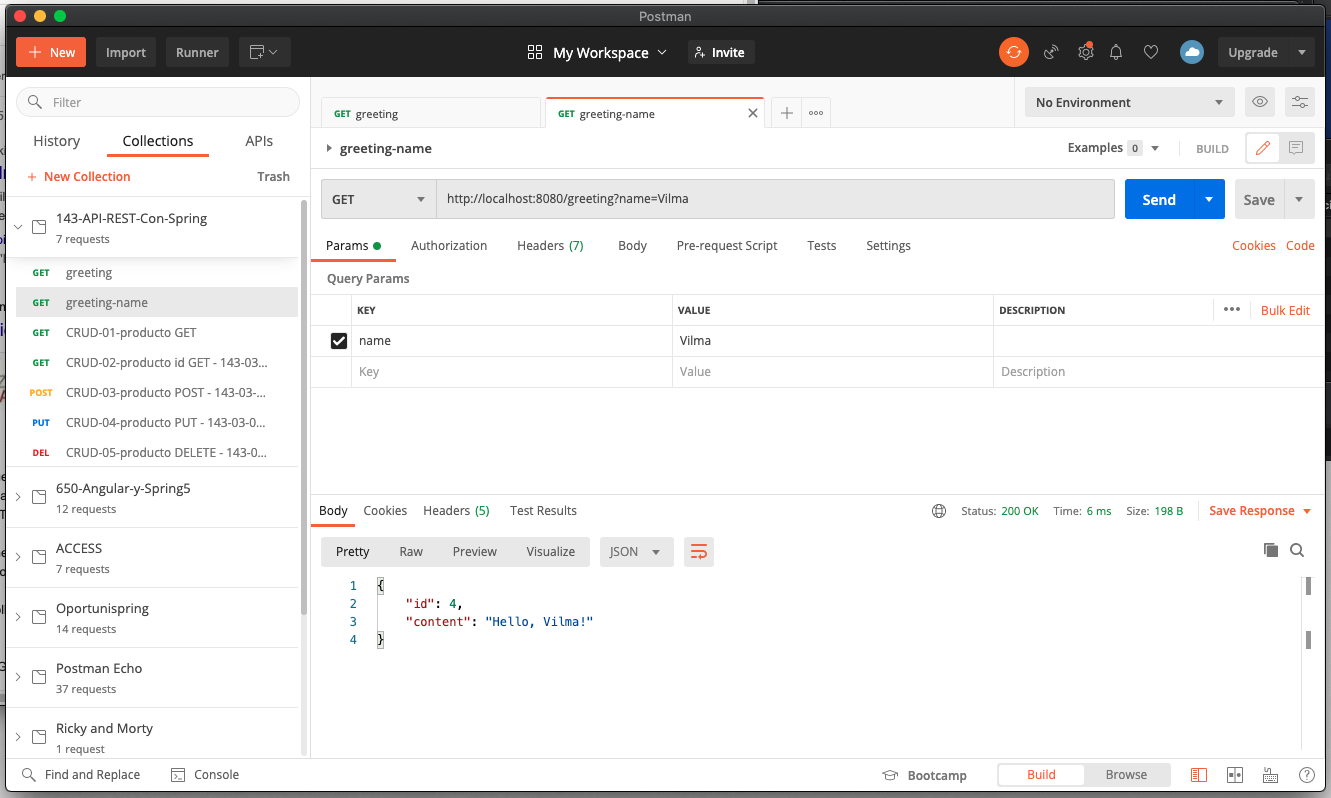 Postman
New
Import
Runner
My Workspace
Invite
Upgrade
Filter
History
Collections
APIs
New Collection
Trash
143-API-REST-Con-Spring
7 requests
GET greeting
GET greeting-name
GET CRUD-01-producto GET
GET CRUD-02-producto id GET - 143-03...
POST CRUD-03-producto POST - 143-03-...
PUT CRUD-04-producto PUT - 143-03-0...
DEL CRUD-05-producto DELETE - 143-0...
650-Angular-y-Spring5
12 requests
ACCESS
7 requests
Oportunispring
14 requests
Postman Echo
37 requests
Ricky and Morty
1 request
GET greeting
GET greeting-name
No Environment
greeting-name
Examples 0
BUILD
GET
http://localhost:8080/greeting?name=Vilma
Send
Save
Params
Authorization
Headers (7)
Body
Pre-request Script
Tests
Settings
Cookies
Code
Query Params
KEY
VALUE
DESCRIPTION
Bulk Edit
name
Vilma
Key
Value
Description
Body
Cookies
Headers (5)
Test Results
Status: 200 OK
Time: 6 ms
Size: 198 B
Save Response
Pretty
Raw
Preview
Visualize
JSON
1 {
2 "id": 4,
3 "content": "Hello, Vilma!"
4 }
Find and Replace
Console
Bootcamp
Build
Browse